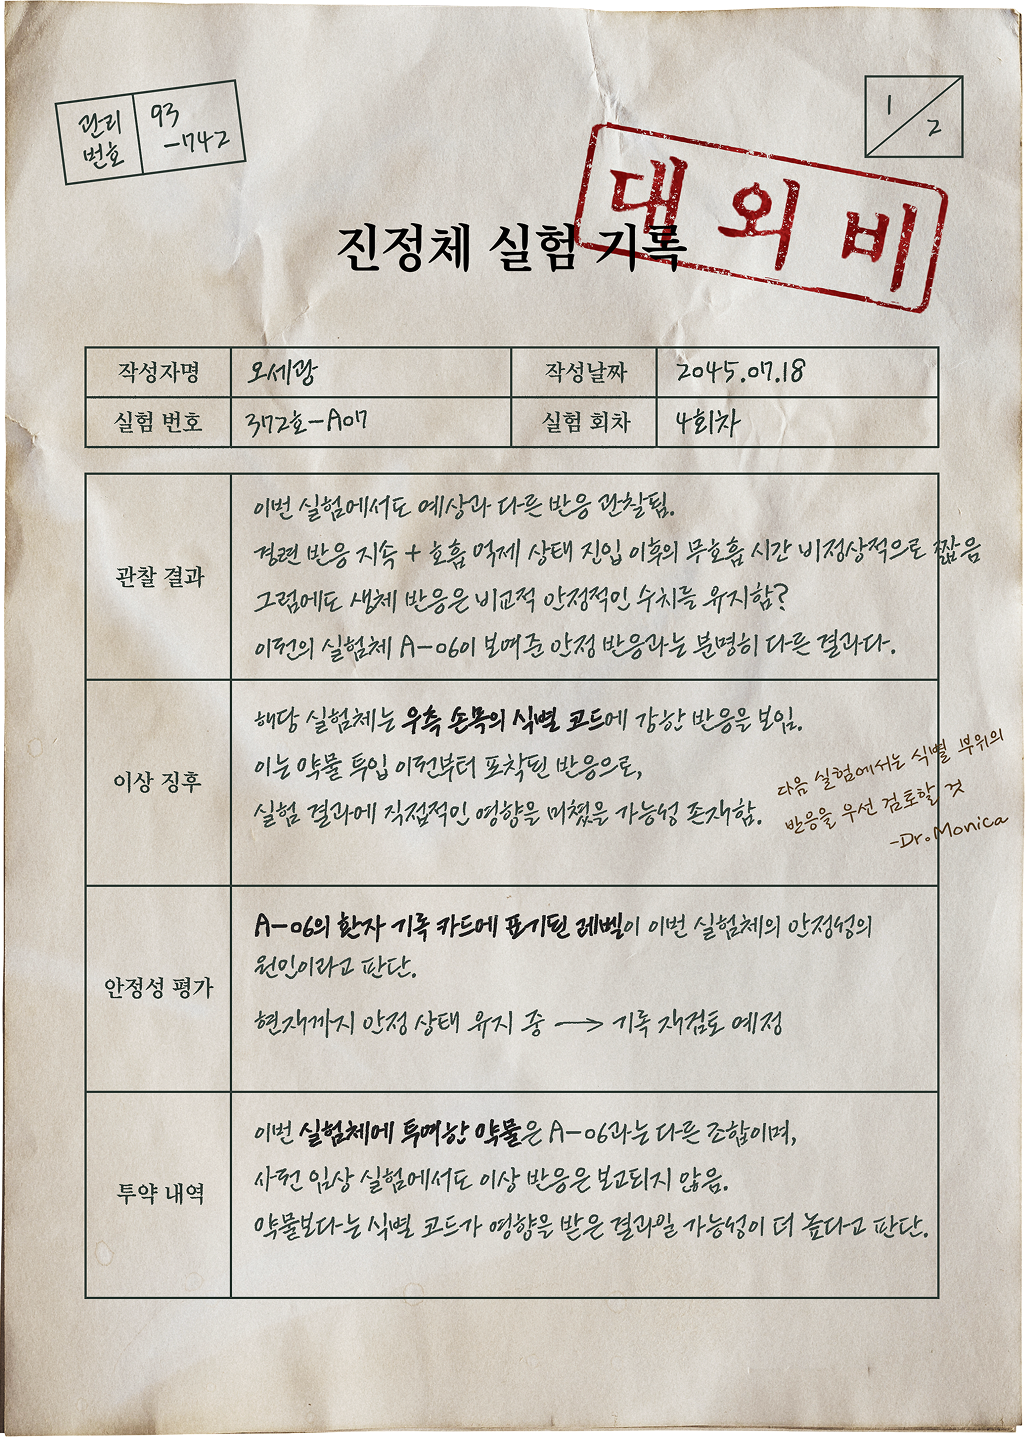 관리
번호
93
-742
1/2
대외비
진정체 실험 기록
작성자명 오세광 작성날짜 2045.07.18
실험 번호 372호-A07 실험 회차 4회차
관찰 결과
이번 실험에서도 예상과 다른 반응 관찰됨.
경련 반응 지속 + 호흡 억제 상태 진입 이후의 무호흡 시간 비정상적으로 짧음
그럼에도 생체 반응은 비교적 안정적인 수치를 유지함?
이전의 실험체 A-06이 보여준 안정 반응과는 분명히 다른 결과다.
이상 징후
해당 실험체는 우측 손목의 식별 코드에 강한 반응을 보임.
이는 약물 투입 이전부터 포착된 반응으로,
실험 결과에 직접적인 영향을 미쳤을 가능성 존재함.
다음 실험에서는 식별 부위의
반응을 우선 검토할 것
-Dr.Monica
안정성 평가
A-06의 환자 기록 카드에 표기된 레벨이 이번 실험체의 안정성의
원인이라고 판단.
현재까지 안정 상태 유지 중 → 기록 재검토 예정
투약 내역
이번 실험체에 투여한 약물은 A-06과는 다른 조합이며,
사전 임상 실험에서도 이상 반응은 보고되지 않음.
약물보다는 식별 코드가 영향을 받은 결과일 가능성이 더 높다고 판단.